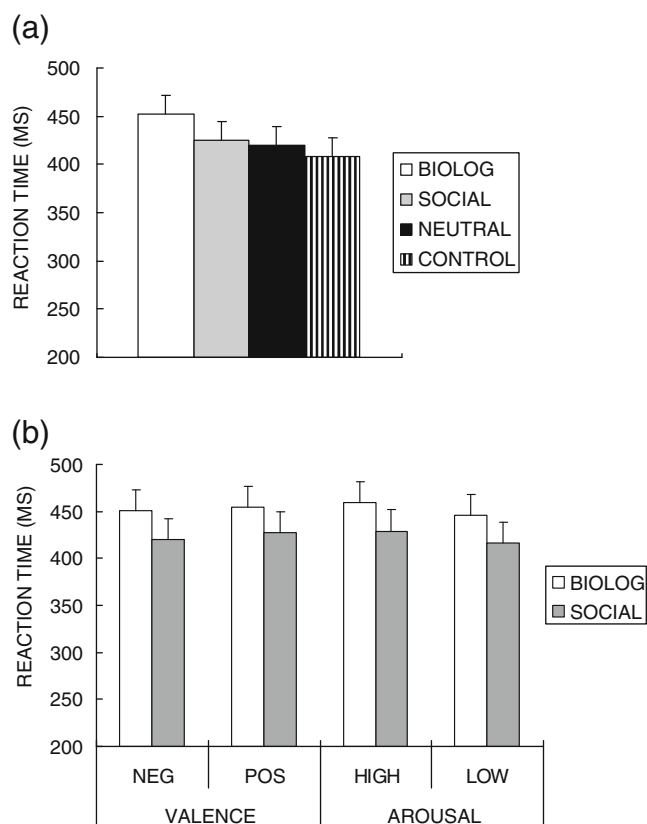 (a)
REACTION TIME (MS)
500
450
400
350
300
250
200
BIOLOG
SOCIAL
NEUTRAL
CONTROL
(b)
REACTION TIME (MS)
500
450
400
350
300
250
200
BIOLOG
SOCIAL
NEG POS HIGH LOW
VALENCE AROUSAL